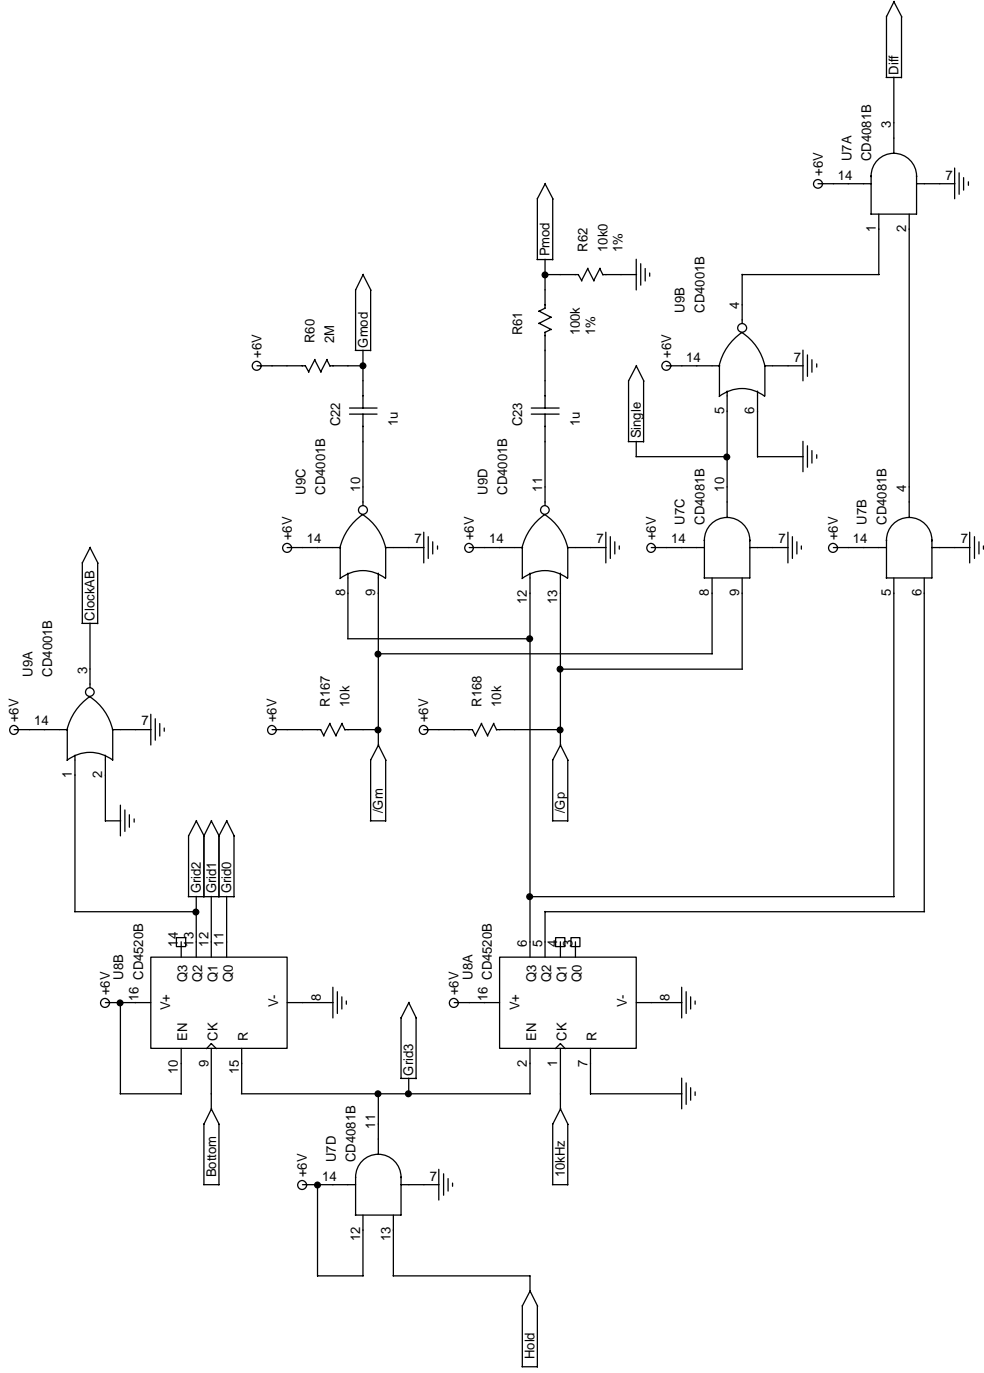 +6V
14
U9A
CD4001B
1
2
3
7
ClockAB
Grid2
Grid1
Grid0
+6V
16
U8B
CD4520B
V+
V-
8
EN
CK
R
10
9
15
Q3
Q2
Q1
Q0
14
13
12
11
Bottom
+6V
14
U7D
CD4081B
12
13
11
7
Grid3
Hold
+6V
16
U8A
CD4520B
V+
V-
8
EN
CK
R
2
1
7
Q3
Q2
Q1
Q0
6
5
4
3
10kHz
+6V
R167
10k
/Gm
+6V
R168
10k
/Gp
+6V
14
U9C
CD4001B
8
9
10
7
C22
1u
+6V
R60
2M
Gmod
+6V
14
U9D
CD4001B
12
13
11
7
C23
1u
R61
100k
1%
Pmod
R62
10k0
1%
+6V
14
U7C
CD4081B
8
9
10
7
Single
+6V
14
U9B
CD4001B
5
6
4
7
+6V
14
U7B
CD4081B
5
6
4
7
+6V
14
U7A
CD4081B
1
2
3
7
Diff